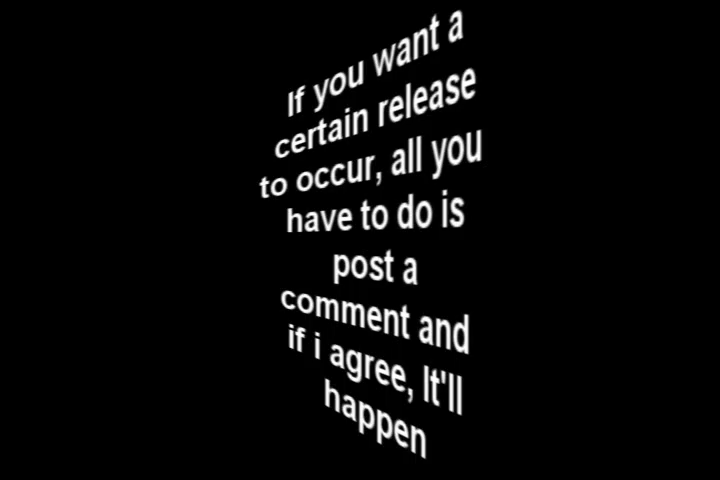 If you want a
certain release
to occur, all you
have to do is
post a
comment and
if i agree, It'll
happen